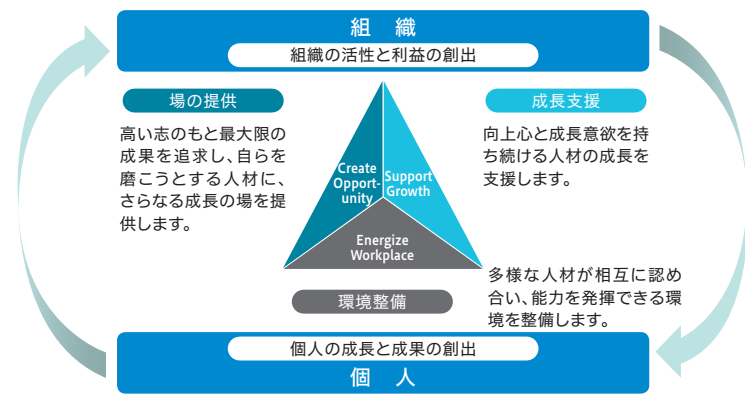 組 織
組織の活性と利益の創出
場の提供
高い志のもと最大限の
成果を追求し、自らを
磨こうとする人材に、
さらなる成長の場を提
供します。
成長支援
向上心と成長意欲を持
ち続ける人材の成長を
支援します。
Create
Opport-
unity
Support
Growth
Energize
Workplace
環境整備
多様な人材が相互に認め
合い、能力を発揮できる環
境を整備します。
個人の成長と成果の創出
個 人